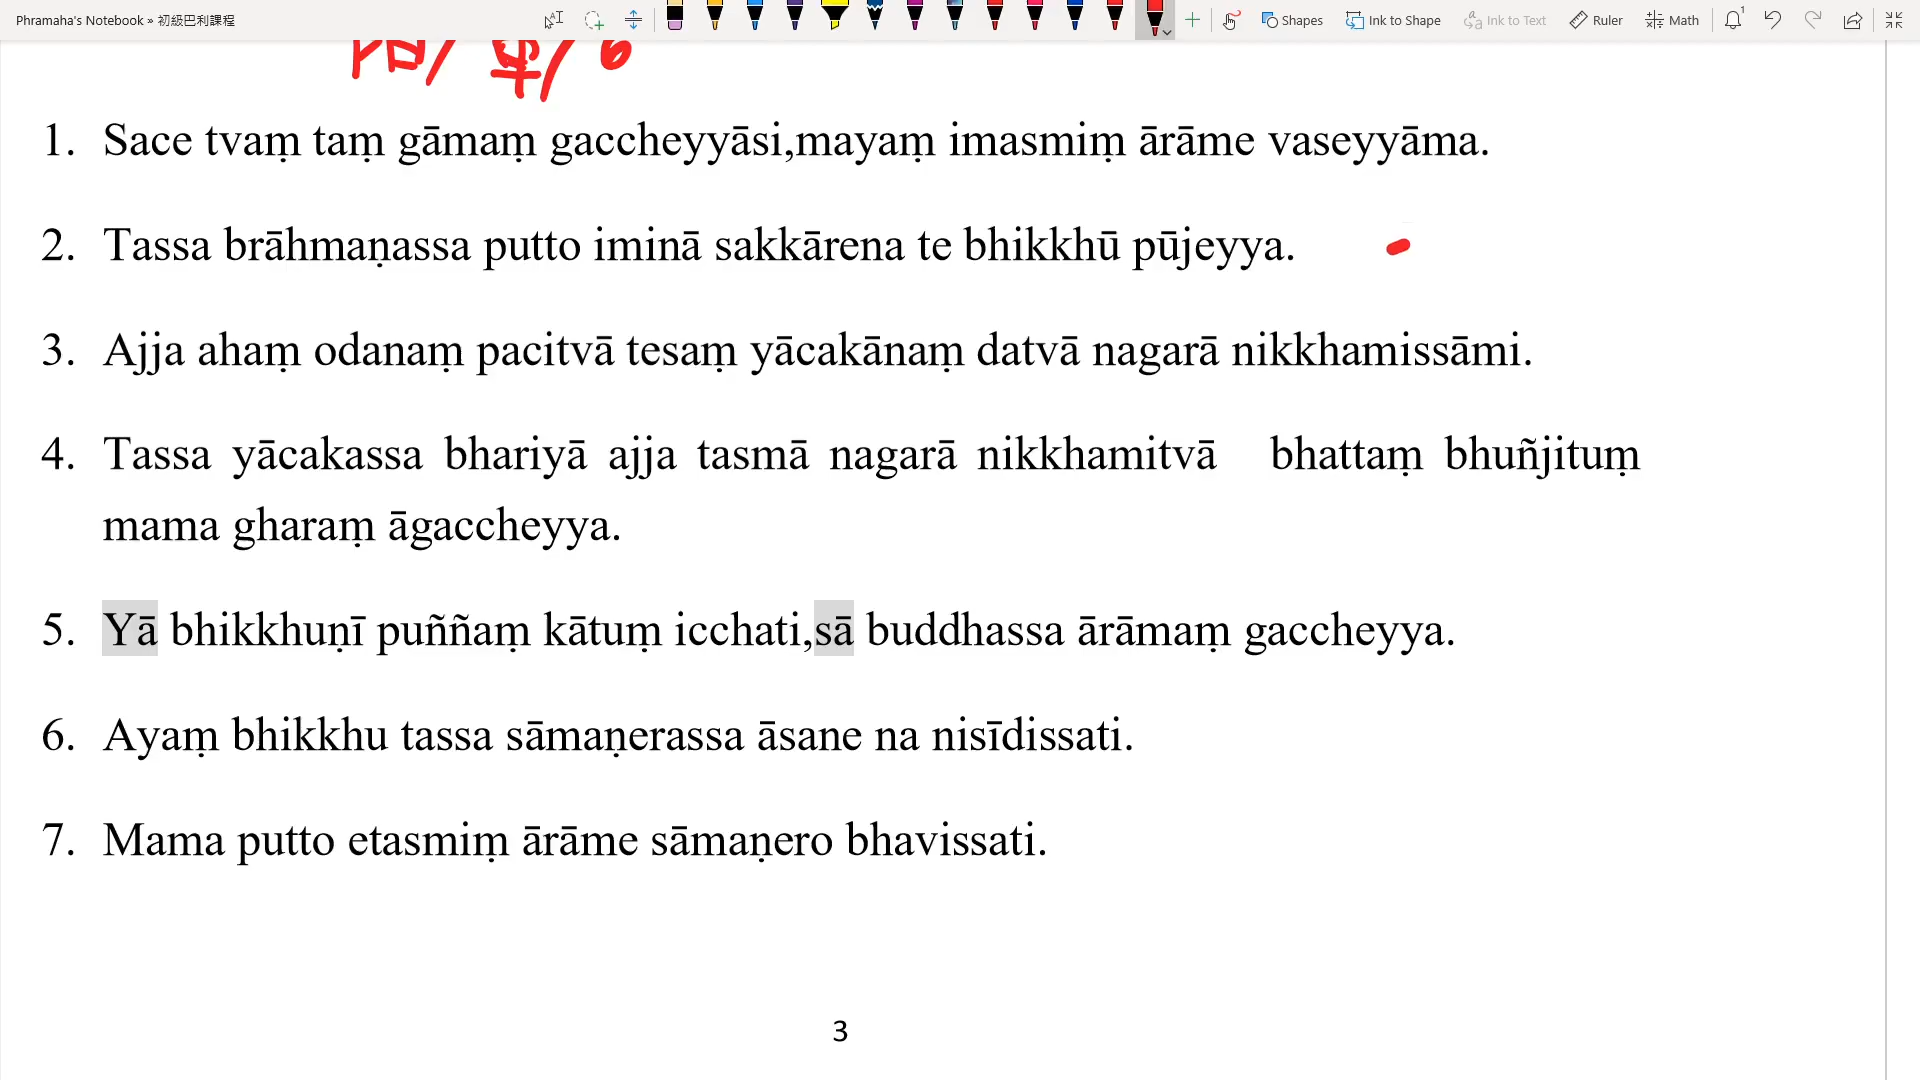 Phramaha's Notebook » 初級巴利課程
Shapes Ink to Shape Ink to Text Ruler Math
陽/ 單/ 6
1. Sace tvaṃ taṃ gāmaṃ gaccheyyāsi,mayaṃ imasmiṃ ārāme vaseyyāma.
2. Tassa brāhmaṇassa putto iminā sakkārena te bhikkhū pūjeyya.
3. Ajja ahaṃ odanaṃ pacitvā tesaṃ yācakānaṃ datvā nagarā nikkhamissāmi.
4. Tassa yācakassa bhariyā ajja tasmā nagarā nikkhamitvā bhattaṃ bhuñjituṃ
mama gharaṃ āgaccheyya.
5. Yā bhikkhuṇī puññaṃ kātuṃ icchati,sā buddhassa ārāmaṃ gaccheyya.
6. Ayaṃ bhikkhu tassa sāmaṇerassa āsane na nisīdissati.
7. Mama putto etasmiṃ ārāme sāmaṇero bhavissati.
3